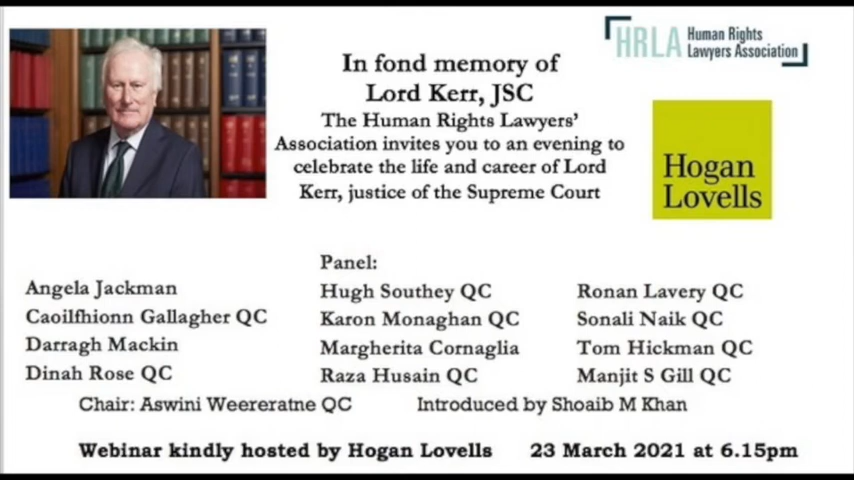 In fond memory of
Lord Kerr, JSC
The Human Rights Lawyers'
Association invites you to an evening to
celebrate the life and career of Lord
Kerr, justice of the Supreme Court
HRLA Human Rights
Lawyers Association
Hogan
Lovells
Panel:
Angela Jackman
Caoilfhionn Gallagher QC
Darragh Mackin
Dinah Rose QC
Hugh Southey QC
Karon Monaghan QC
Margherita Cornaglia
Raza Husain QC
Ronan Lavery QC
Sonali Naik QC
Tom Hickman QC
Manjit S Gill QC
Chair: Aswini Weereratne QC
Introduced by Shoaib M Khan
Webinar kindly hosted by Hogan Lovells
23 March 2021 at 6.15pm